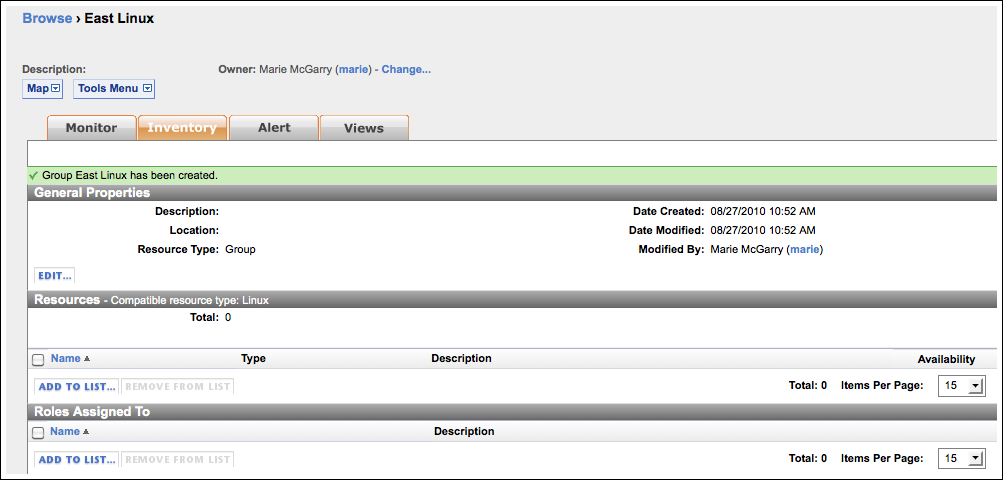 Browse › East Linux
Description: Owner: Marie McGarry (marie) - Change...
Map Tools Menu
Monitor Inventory Alert Views
Group East Linux has been created.
General Properties
Description: Date Created: 08/27/2010 10:52 AM
Location: Date Modified: 08/27/2010 10:52 AM
Resource Type: Group Modified By: Marie McGarry (marie)
EDIT...
Resources - Compatible resource type: Linux
Total: 0
Name Type Description Availability
ADD TO LIST... REMOVE FROM LIST Total: 0 Items Per Page: 15
Roles Assigned To
Name Description
ADD TO LIST... REMOVE FROM LIST Total: 0 Items Per Page: 15